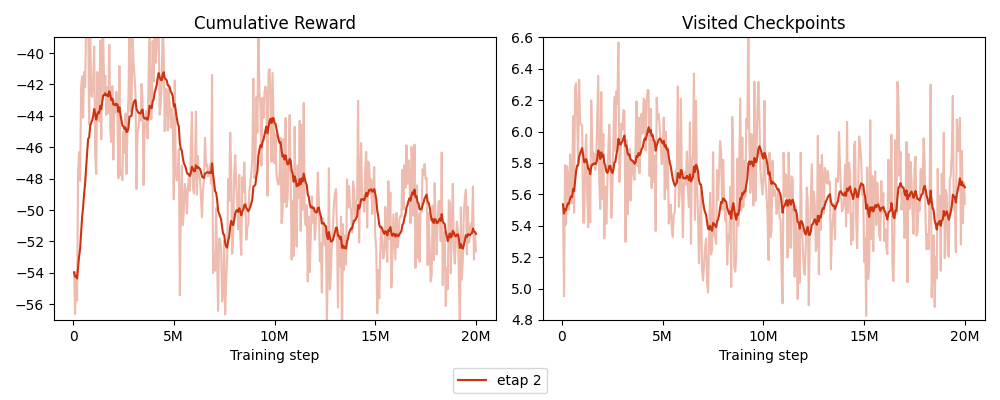 Cumulative Reward
−40
−42
−44
−46
−48
−50
−52
−54
−56
0 5M 10M 15M 20M
Training step
Visited Checkpoints
6.6
6.4
6.2
6.0
5.8
5.6
5.4
5.2
5.0
4.8
0 5M 10M 15M 20M
Training step
etap 2